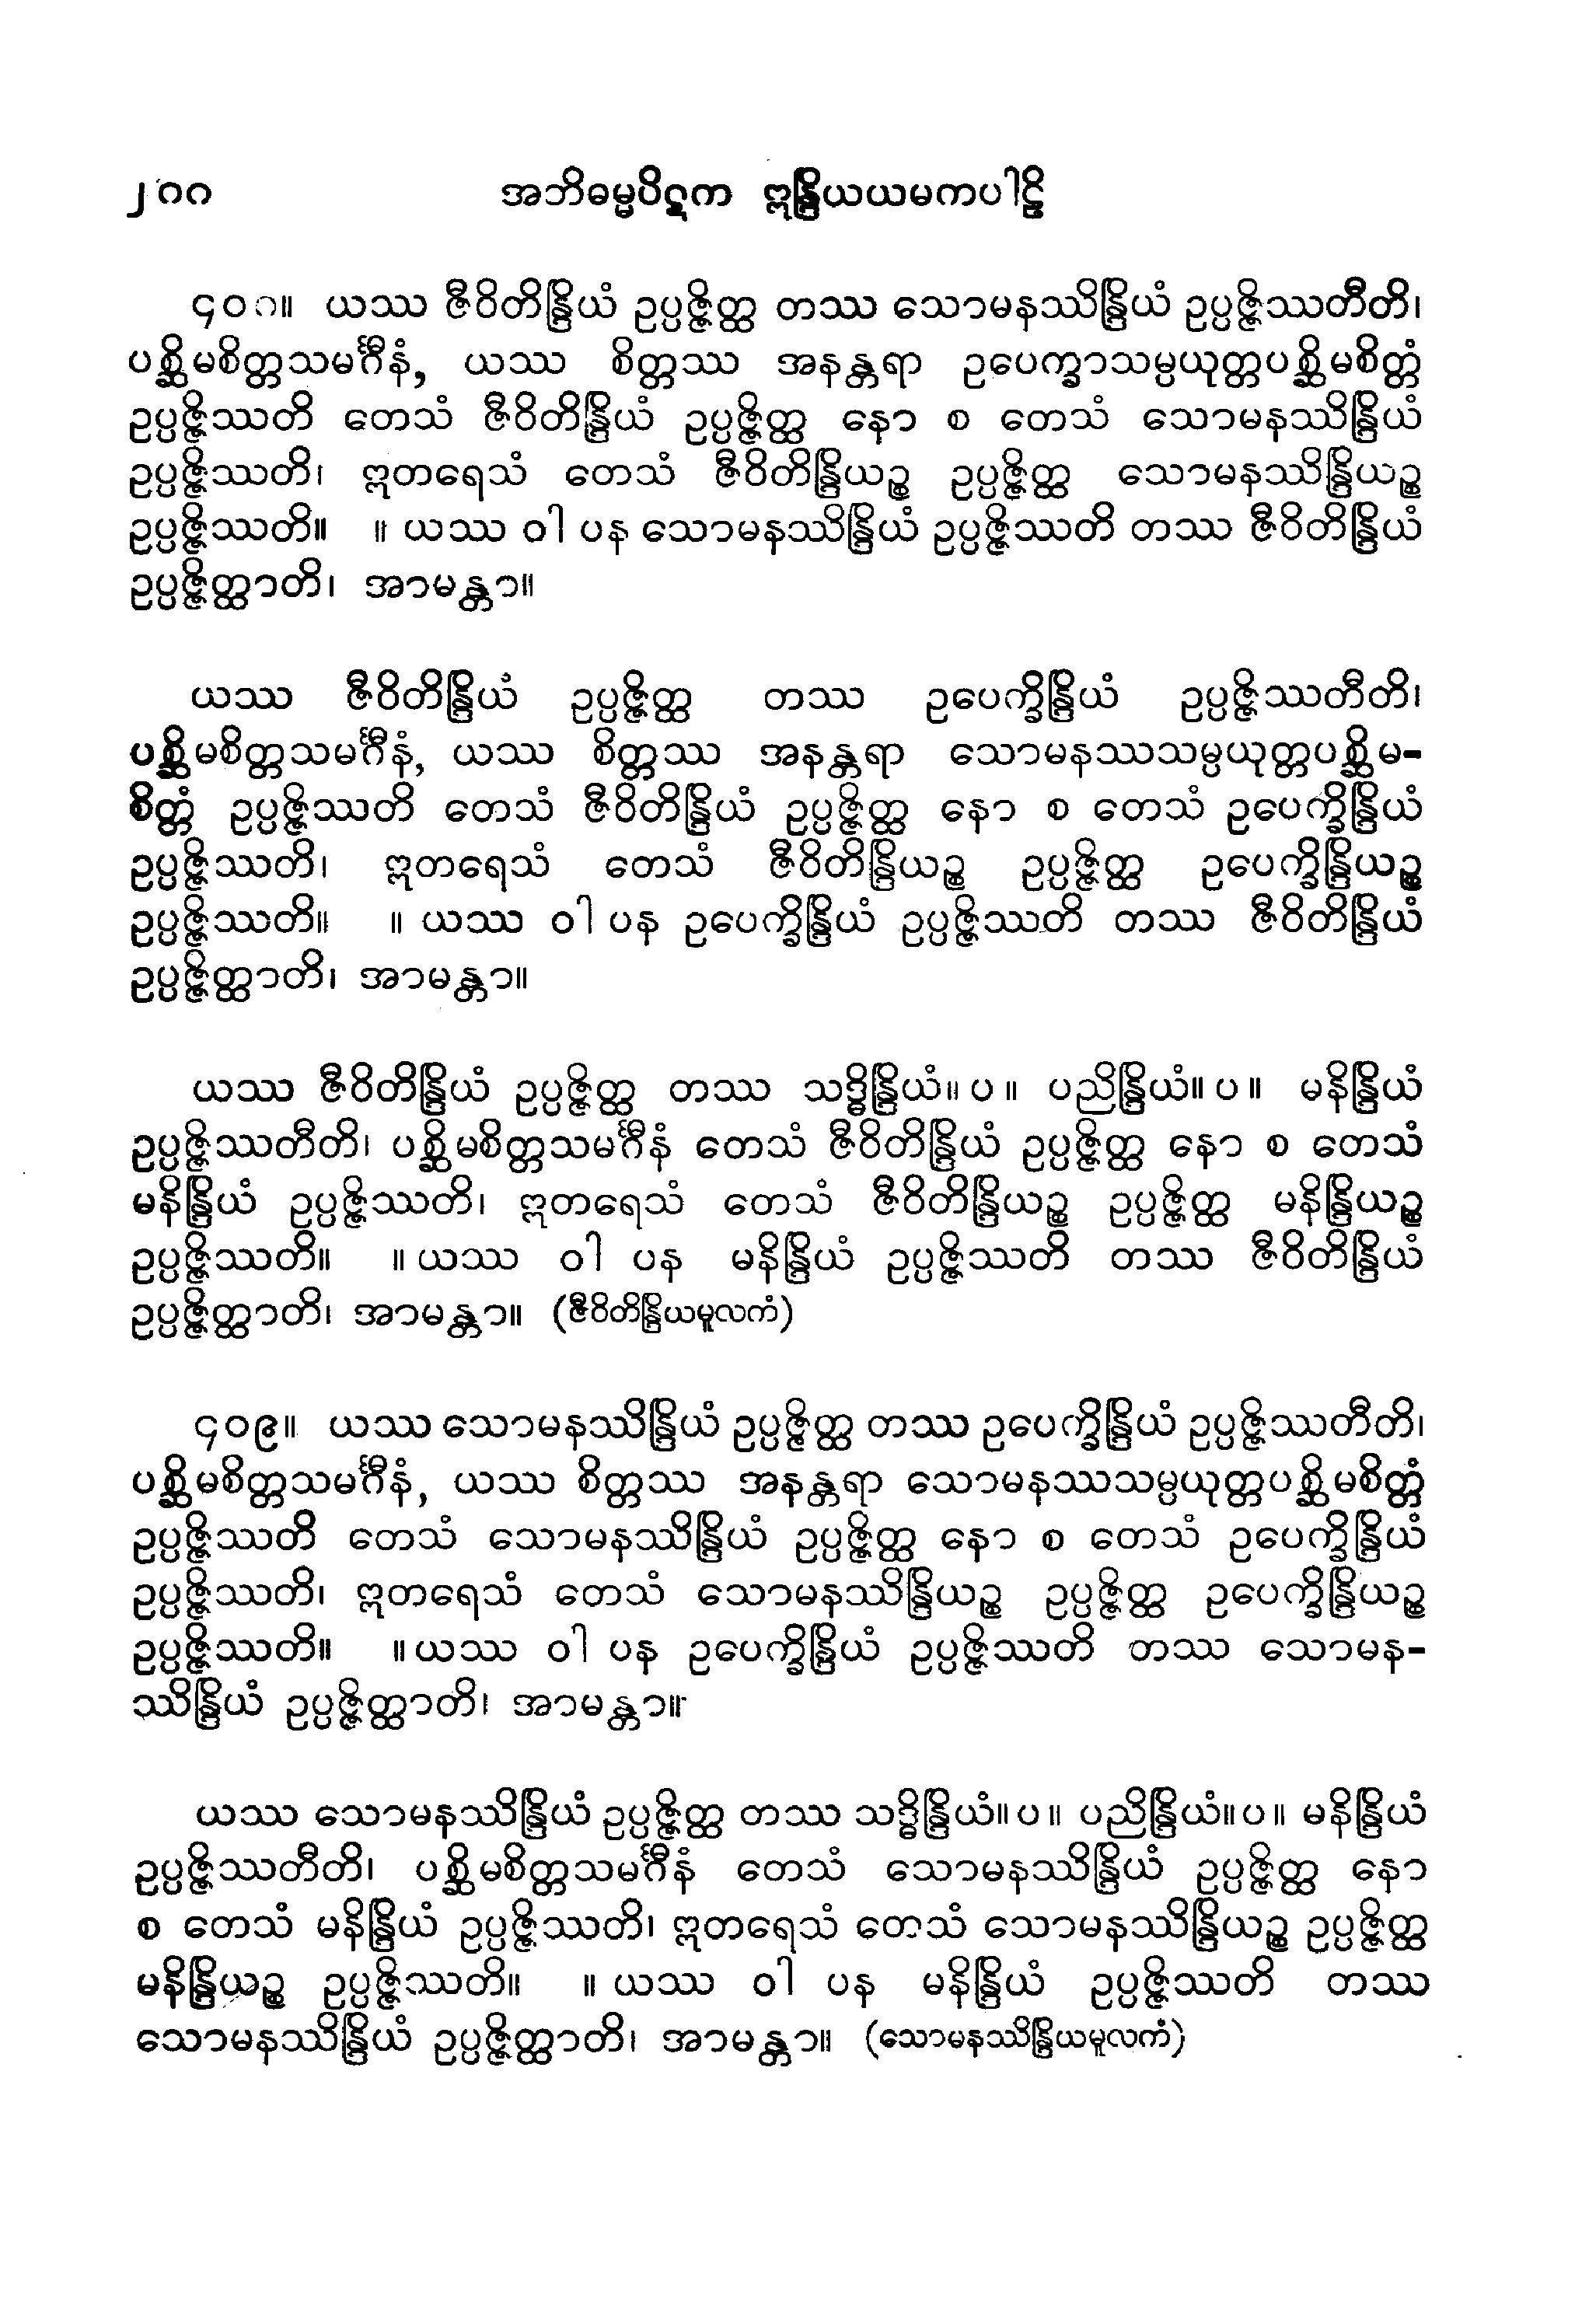 ၂၈၈ အဘိဓမ္မပိဋက ဣန္ဒြိယယမကပါဠိ
၄၀၈။ ယဿ ဇီဝိတိန္ဒြိယံ ဥပ္ပဇ္ဇိတ္ထ တဿ သောမနဿိန္ဒြိယံ ဥပ္ပဇ္ဇိဿတီတိ၊
ပစ္ဆိမစိတ္တသမင်္ဂီနံ, ယဿ စိတ္တဿ အနန္တရာ ဥပေက္ခာသမ္ပယုတ္တပစ္ဆိမစိတ္တံ
ဥပ္ပဇ္ဇိဿတိ တေသံ ဇီဝိတိန္ဒြိယံ ဥပ္ပဇ္ဇိတ္ထ နော စ တေသံ သောမနဿိန္ဒြိယံ
ဥပ္ပဇ္ဇိဿတိ၊ ဣတရေသံ တေသံ ဇီဝိတိန္ဒြိယဉ္စ ဥပ္ပဇ္ဇိတ္ထ သောမနဿိန္ဒြိယဉ္စ
ဥပ္ပဇ္ဇိဿတိ။ ။ ယဿ ဝါ ပန သောမနဿိန္ဒြိယံ ဥပ္ပဇ္ဇိဿတိ တဿ ဇီဝိတိန္ဒြိယံ
ဥပ္ပဇ္ဇိတ္ထာတိ၊ အာမန္တာ။
ယဿ ဇီဝိတိန္ဒြိယံ ဥပ္ပဇ္ဇိတ္ထ တဿ ဥပေက္ခိန္ဒြိယံ ဥပ္ပဇ္ဇိဿတီတိ၊
ပစ္ဆိမစိတ္တသမင်္ဂီနံ, ယဿ စိတ္တဿ အနန္တရာ သောမနဿသမ္ပယုတ္တပစ္ဆိမ-
စိတ္တံ ဥပ္ပဇ္ဇိဿတိ တေသံ ဇီဝိတိန္ဒြိယံ ဥပ္ပဇ္ဇိတ္ထ နော စ တေသံ ဥပေက္ခိန္ဒြိယံ
ဥပ္ပဇ္ဇိဿတိ၊ ဣတရေသံ တေသံ ဇီဝိတိန္ဒြိယဉ္စ ဥပ္ပဇ္ဇိတ္ထ ဥပေက္ခိန္ဒြိယဉ္စ
ဥပ္ပဇ္ဇိဿတိ။ ။ ယဿ ဝါ ပန ဥပေက္ခိန္ဒြိယံ ဥပ္ပဇ္ဇိဿတိ တဿ ဇီဝိတိန္ဒြိယံ
ဥပ္ပဇ္ဇိတ္ထာတိ၊ အာမန္တာ။
ယဿ ဇီဝိတိန္ဒြိယံ ဥပ္ပဇ္ဇိတ္ထ တဿ သဒ္ဓိန္ဒြိယံ။ ပ ။ ပညိန္ဒြိယံ။ ပ ။ မနိန္ဒြိယံ
ဥပ္ပဇ္ဇိဿတီတိ၊ ပစ္ဆိမစိတ္တသမင်္ဂီနံ တေသံ ဇီဝိတိန္ဒြိယံ ဥပ္ပဇ္ဇိတ္ထ နော စ တေသံ
မနိန္ဒြိယံ ဥပ္ပဇ္ဇိဿတိ၊ ဣတရေသံ တေသံ ဇီဝိတိန္ဒြိယဉ္စ ဥပ္ပဇ္ဇိတ္ထ မနိန္ဒြိယဉ္စ
ဥပ္ပဇ္ဇိဿတိ။ ။ ယဿ ဝါ ပန မနိန္ဒြိယံ ဥပ္ပဇ္ဇိဿတိ တဿ ဇီဝိတိန္ဒြိယံ
ဥပ္ပဇ္ဇိတ္ထာတိ၊ အာမန္တာ။ (ဇီဝိတိန္ဒြိယမူလကံ)
၄၀၉။ ယဿ သောမနဿိန္ဒြိယံ ဥပ္ပဇ္ဇိတ္ထ တဿ ဥပေက္ခိန္ဒြိယံ ဥပ္ပဇ္ဇိဿတီတိ၊
ပစ္ဆိမစိတ္တသမင်္ဂီနံ, ယဿ စိတ္တဿ အနန္တရာ သောမနဿသမ္ပယုတ္တပစ္ဆိမစိတ္တံ
ဥပ္ပဇ္ဇိဿတိ တေသံ သောမနဿိန္ဒြိယံ ဥပ္ပဇ္ဇိတ္ထ နော စ တေသံ ဥပေက္ခိန္ဒြိယံ
ဥပ္ပဇ္ဇိဿတိ၊ ဣတရေသံ တေသံ သောမနဿိန္ဒြိယဉ္စ ဥပ္ပဇ္ဇိတ္ထ ဥပေက္ခိန္ဒြိယဉ္စ
ဥပ္ပဇ္ဇိဿတိ။ ။ ယဿ ဝါ ပန ဥပေက္ခိန္ဒြိယံ ဥပ္ပဇ္ဇိဿတိ တဿ သောမန-
ဿိန္ဒြိယံ ဥပ္ပဇ္ဇိတ္ထာတိ၊ အာမန္တာ။
ယဿ သောမနဿိန္ဒြိယံ ဥပ္ပဇ္ဇိတ္ထ တဿ သဒ္ဓိန္ဒြိယံ။ ပ ။ ပညိန္ဒြိယံ။ ပ ။ မနိန္ဒြိယံ
ဥပ္ပဇ္ဇိဿတီတိ၊ ပစ္ဆိမစိတ္တသမင်္ဂီနံ တေသံ သောမနဿိန္ဒြိယံ ဥပ္ပဇ္ဇိတ္ထ နော
စ တေသံ မနိန္ဒြိယံ ဥပ္ပဇ္ဇိဿတိ၊ ဣတရေသံ တေသံ သောမနဿိန္ဒြိယဉ္စ ဥပ္ပဇ္ဇိတ္ထ
မနိန္ဒြိယဉ္စ ဥပ္ပဇ္ဇိဿတိ။ ။ ယဿ ဝါ ပန မနိန္ဒြိယံ ဥပ္ပဇ္ဇိဿတိ တဿ
သောမနဿိန္ဒြိယံ ဥပ္ပဇ္ဇိတ္ထာတိ၊ အာမန္တာ။ (သောမနဿိန္ဒြိယမူလကံ)